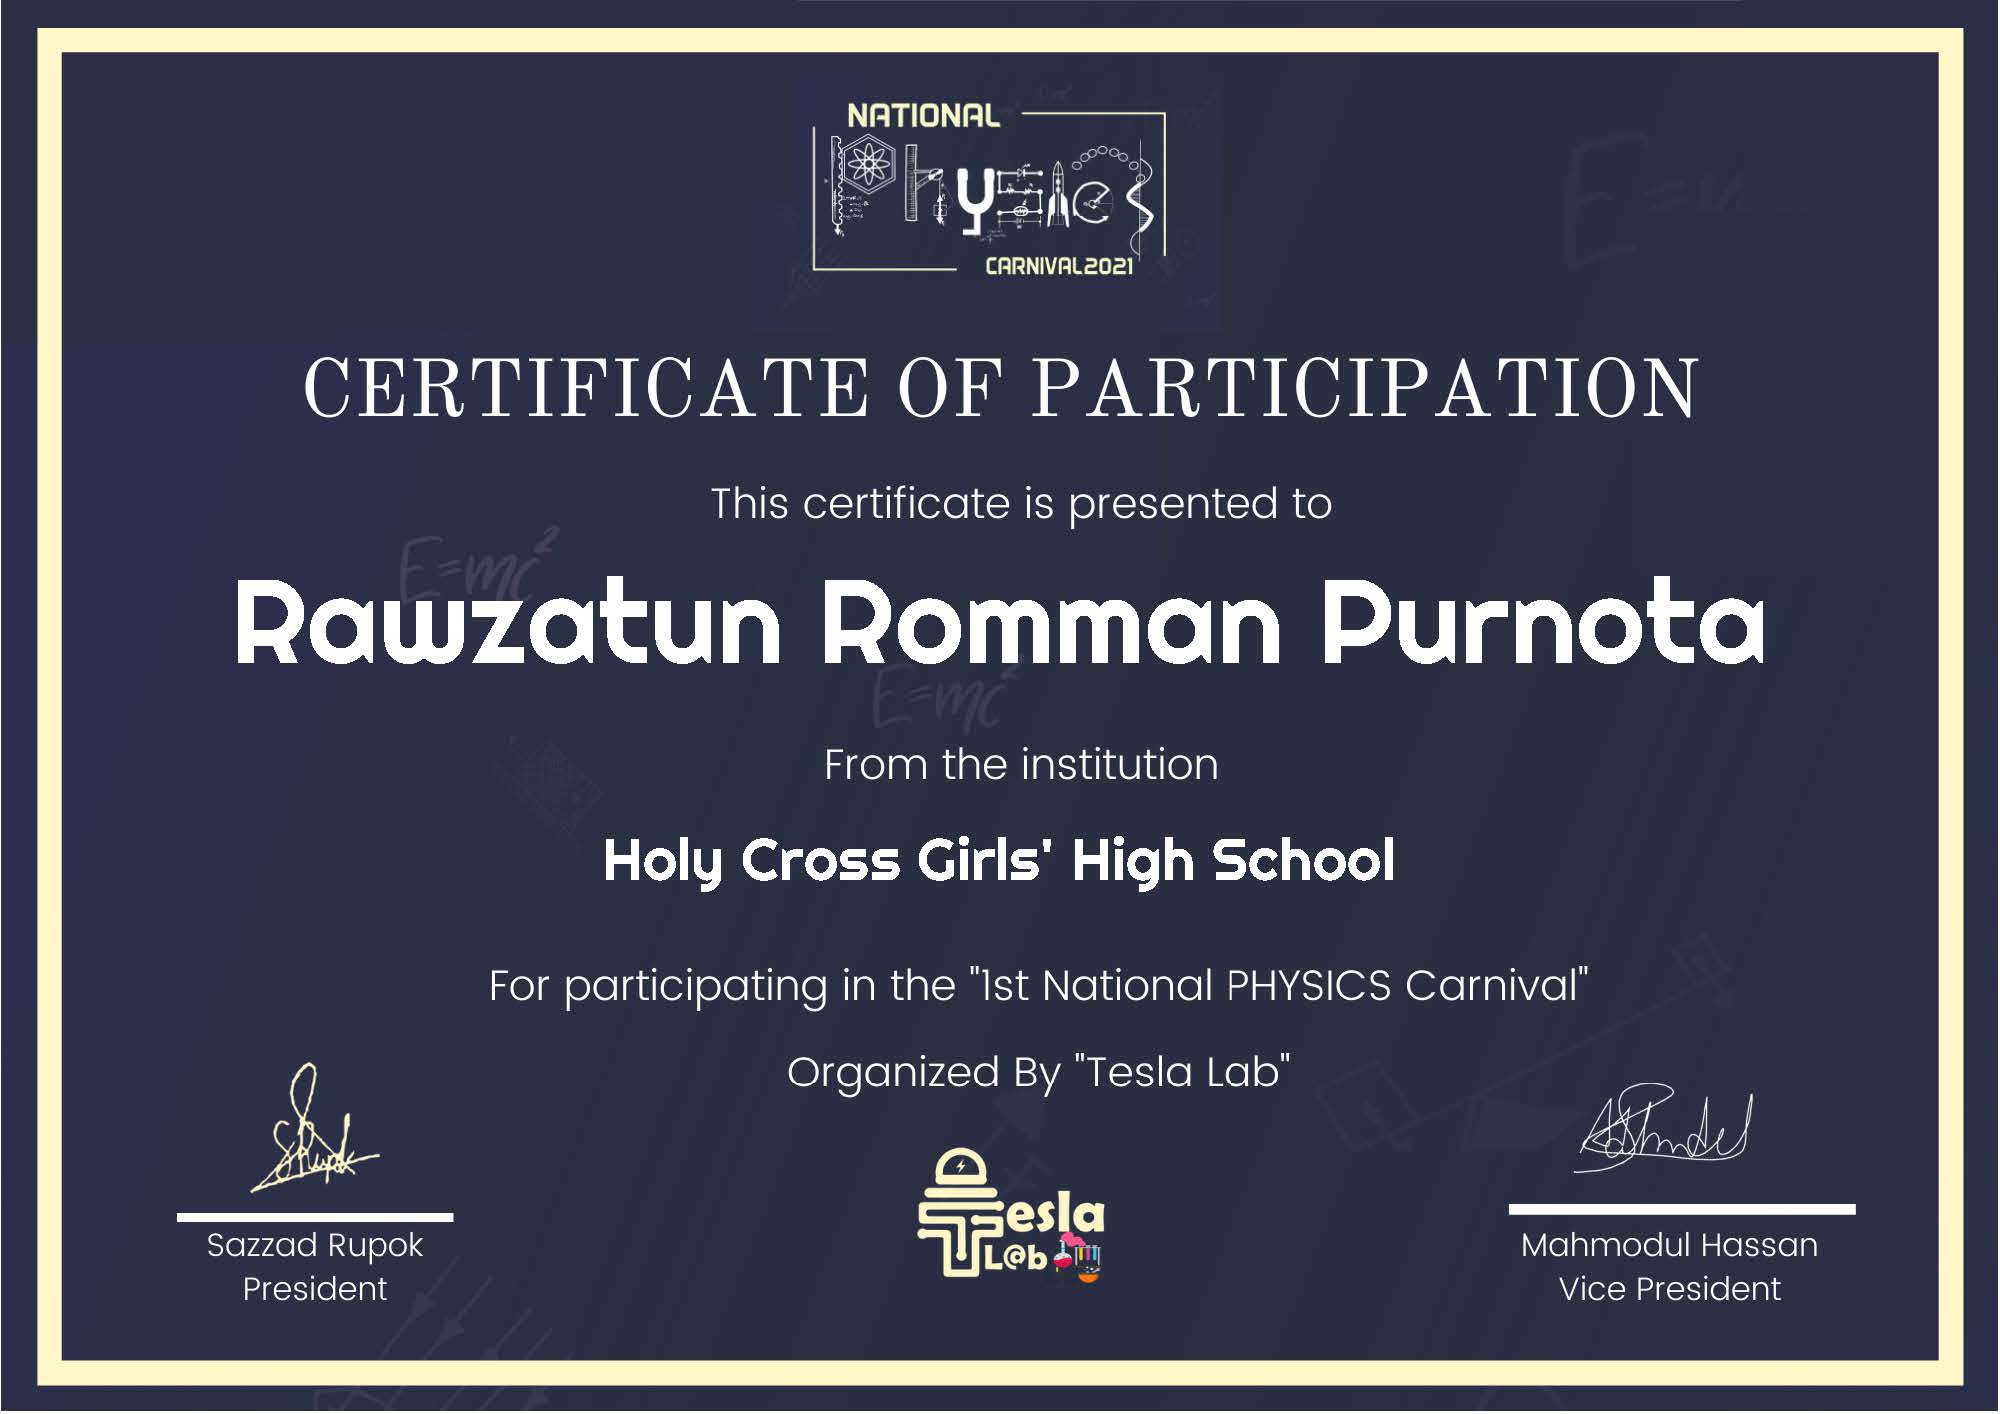 NATIONAL
Physics
CARNIVAL2021
CERTIFICATE OF PARTICIPATION
This certificate is presented to
E=mc²
Rawzatun Romman Purnota
E=mc²
From the institution
Holy Cross Girls' High School
For participating in the "1st National PHYSICS Carnival"
Organized By "Tesla Lab"
Tesla
L@b
Sazzad Rupok
President
Mahmodul Hassan
Vice President